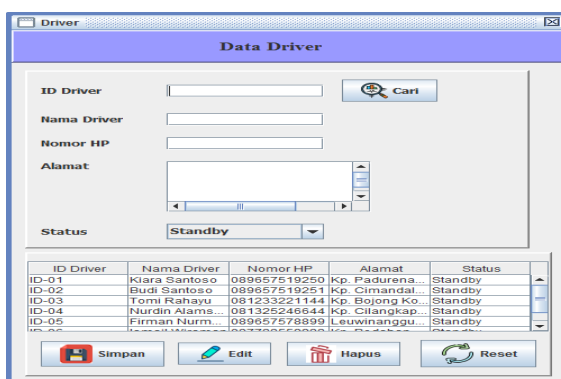 Driver
Data Driver
ID Driver Cari
Nama Driver
Nomor HP
Alamat
Status Standby
ID Driver Nama Driver Nomor HP Alamat Status
ID-01 Kiara Santoso 089657519250 Kp. Padurena... Standby
ID-02 Budi Santoso 089657519251 Kp. Cimandal... Standby
ID-03 Tomi Rahayu 081233221144 Kp. Bojong Ko... Standby
ID-04 Nurdin Alams... 081325246644 Kp. Cilangkap... Standby
ID-05 Firman Nurm... 089657578899 Leuwinanggu... Standby
Simpan Edit Hapus Reset